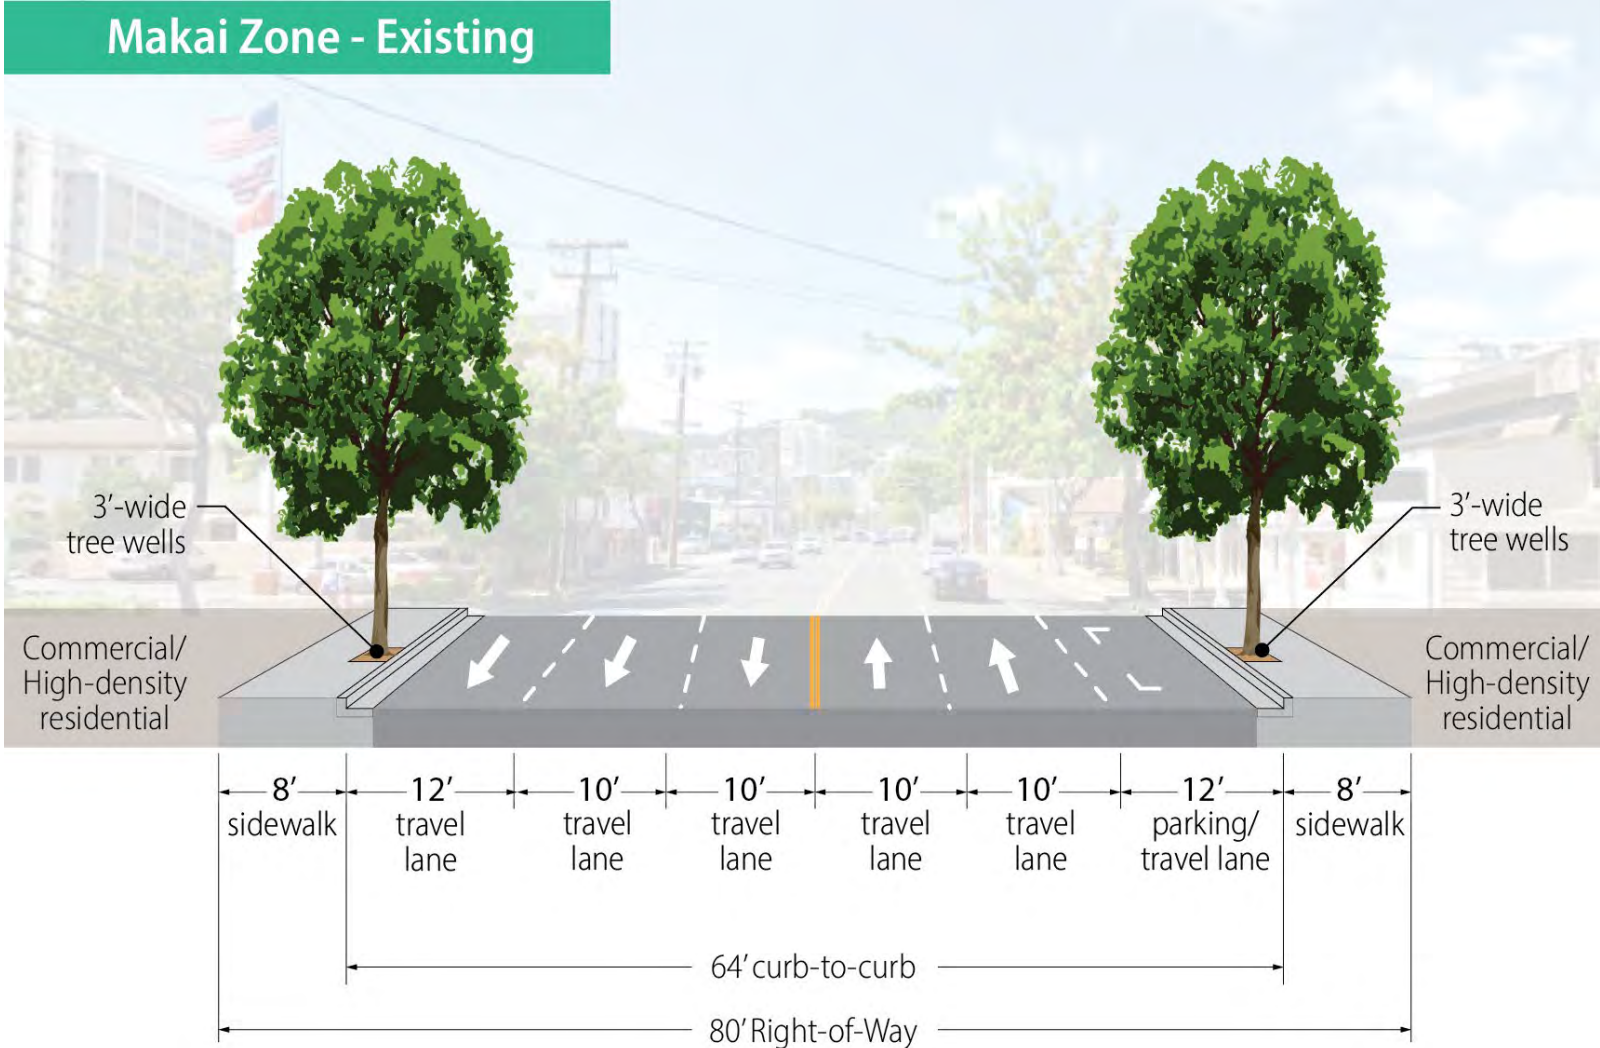 Makai Zone - Existing
3'-wide
tree wells
3'-wide
tree wells
Commercial/
High-density
residential
Commercial/
High-density
residential
8'
sidewalk
12'
travel
lane
10'
travel
lane
10'
travel
lane
10'
travel
lane
10'
travel
lane
12'
parking/
travel lane
8'
sidewalk
64' curb-to-curb
80' Right-of-Way